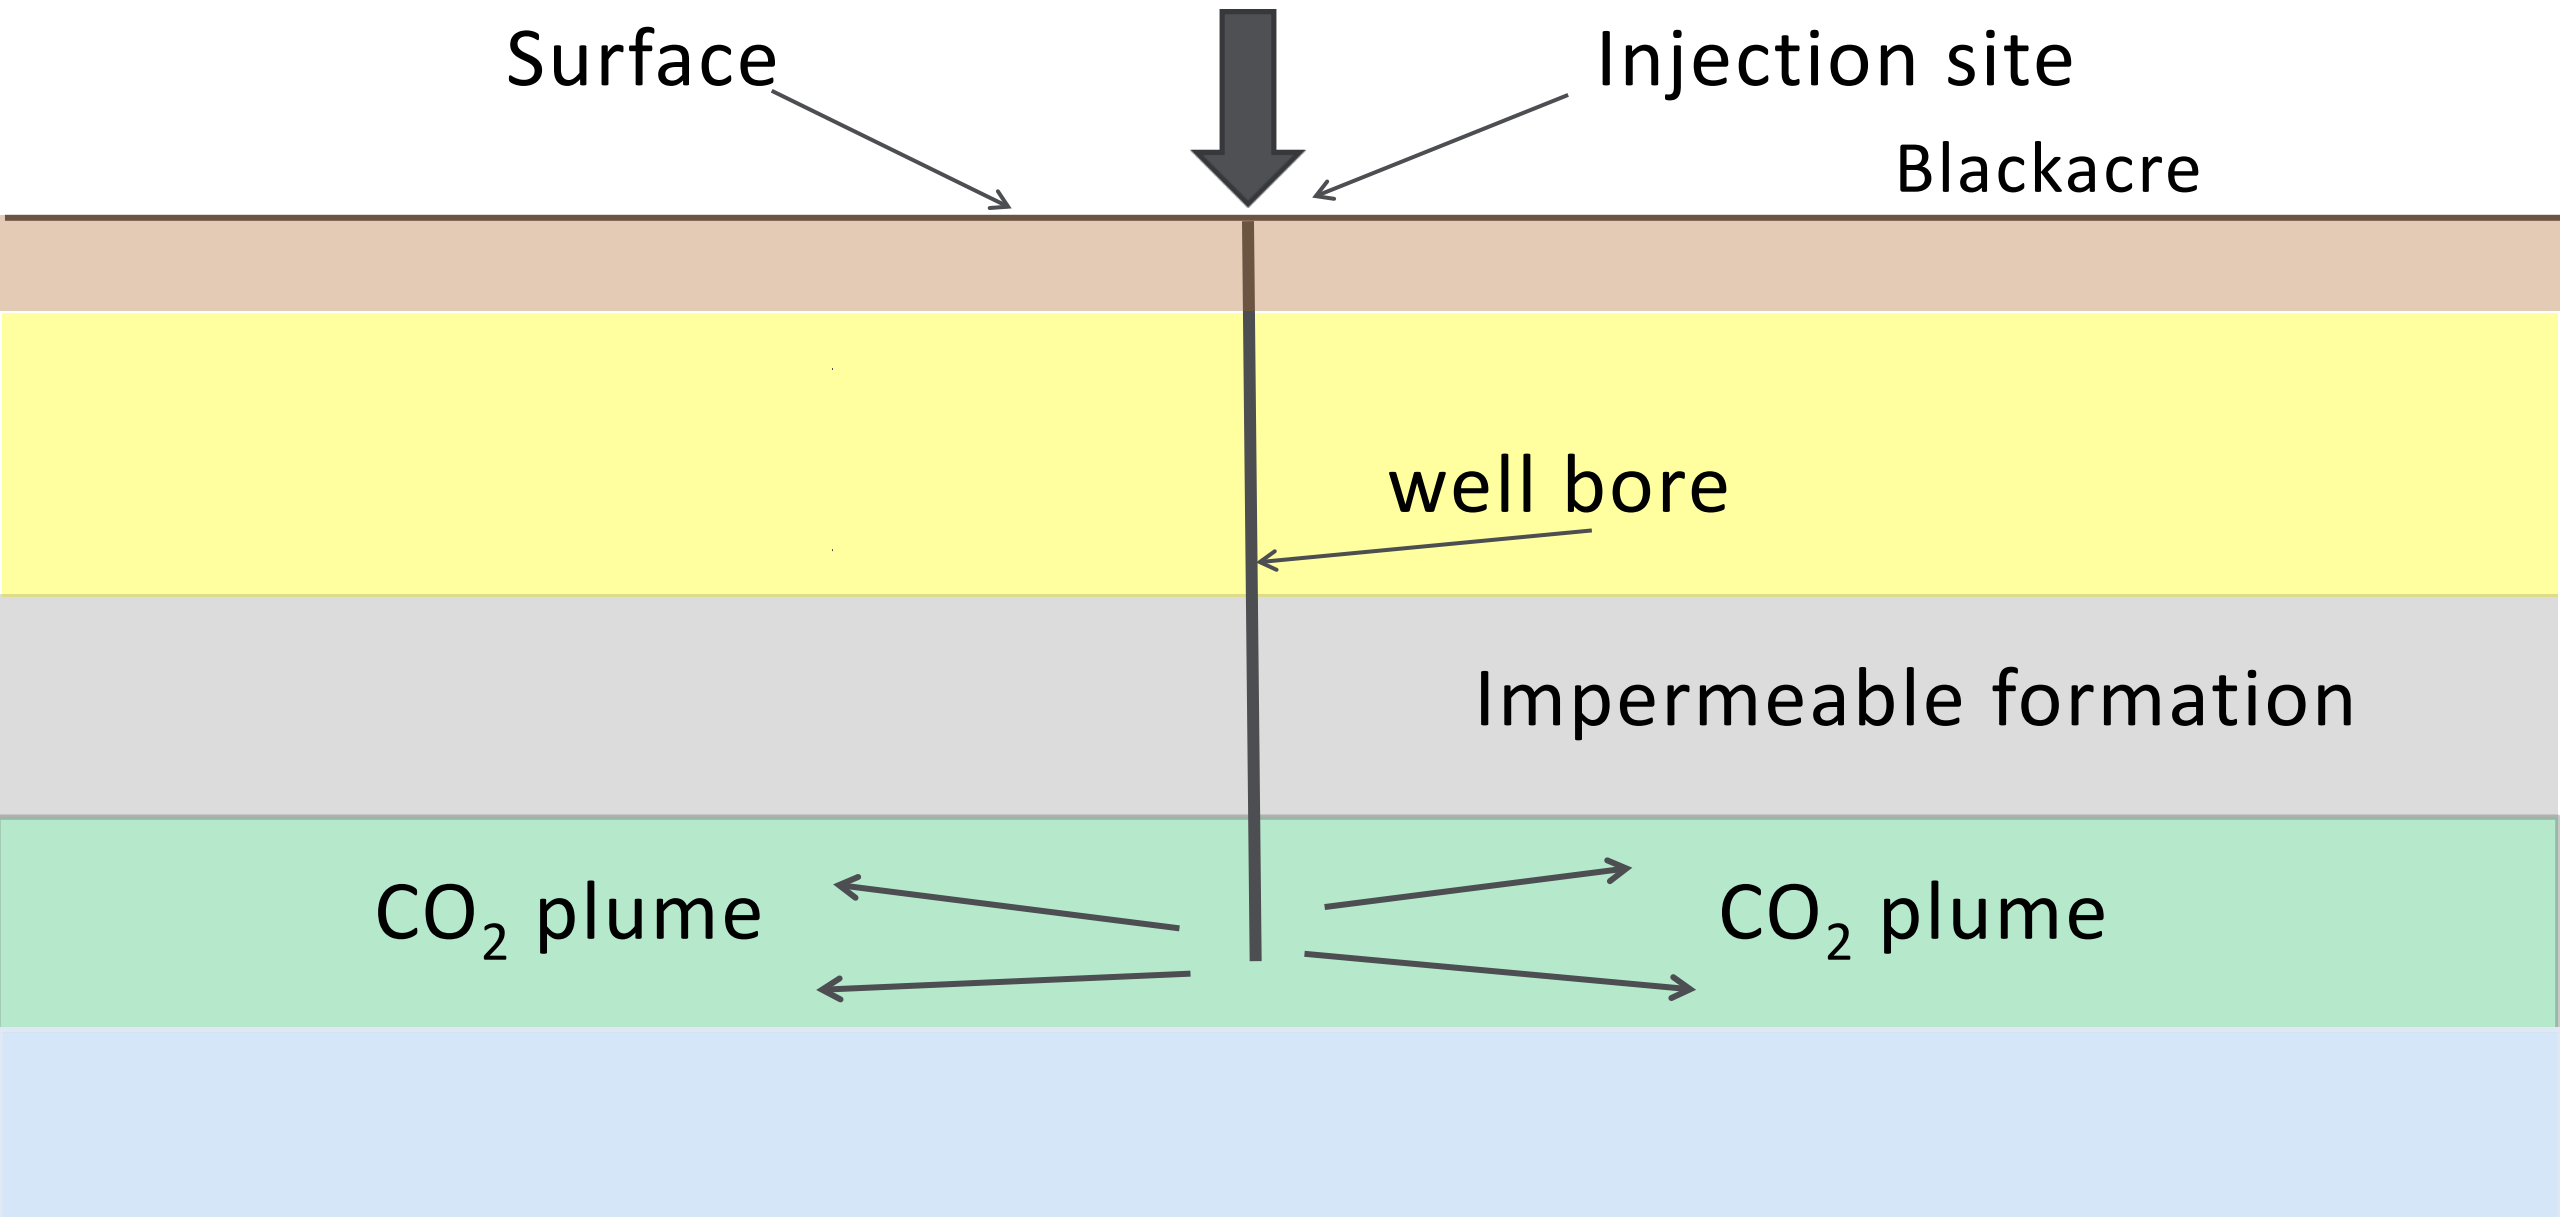 Surface
Injection site
Blackacre
well bore
Impermeable formation
CO₂ plume
CO₂ plume